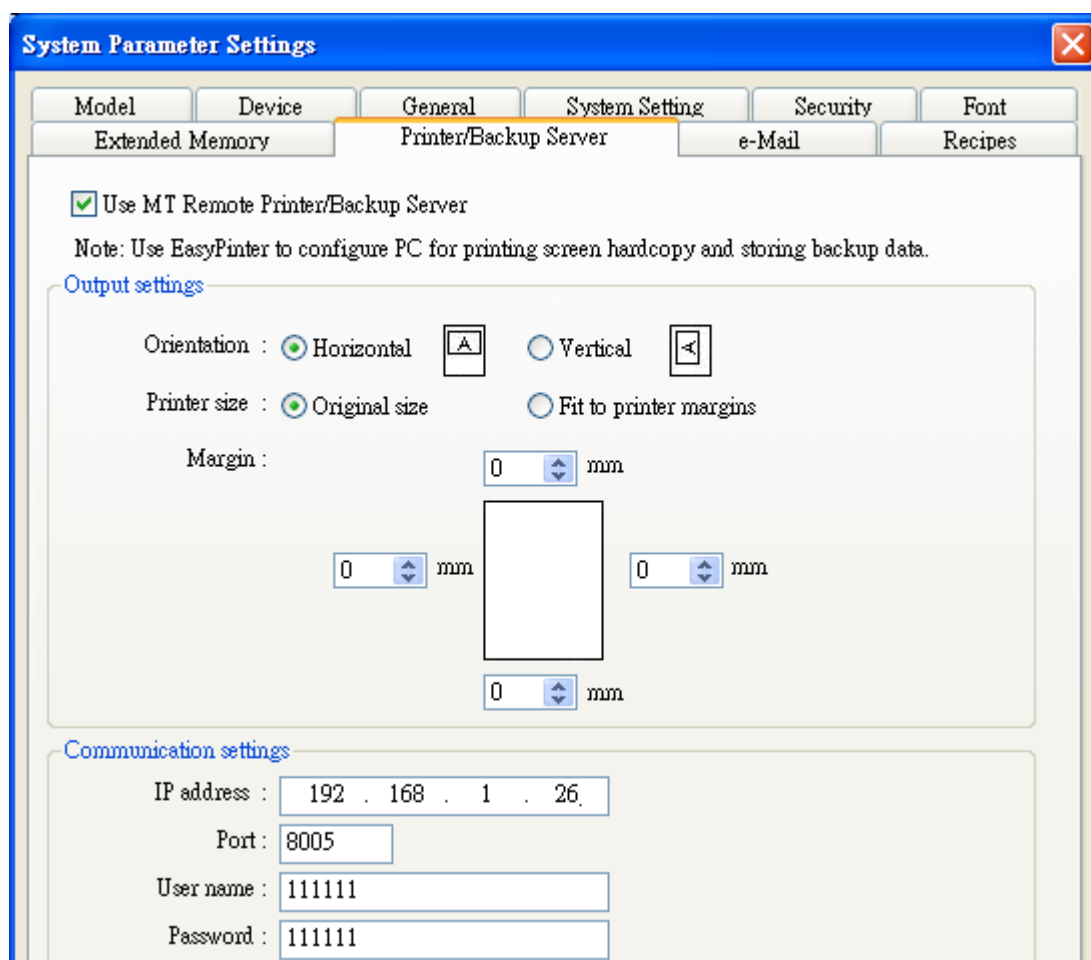 System Parameter Settings
Model Device General System Setting Security Font
Extended Memory Printer/Backup Server e-Mail Recipes
Use MT Remote Printer/Backup Server
Note: Use EasyPinter to configure PC for printing screen hardcopy and storing backup data.
Output settings
Orientation : Horizontal A Vertical A
Printer size : Original size Fit to printer margins
Margin : 0 mm
0 mm 0 mm
0 mm
Communication settings
IP address : 192 . 168 . 1 . 26
Port : 8005
User name : 111111
Password : 111111